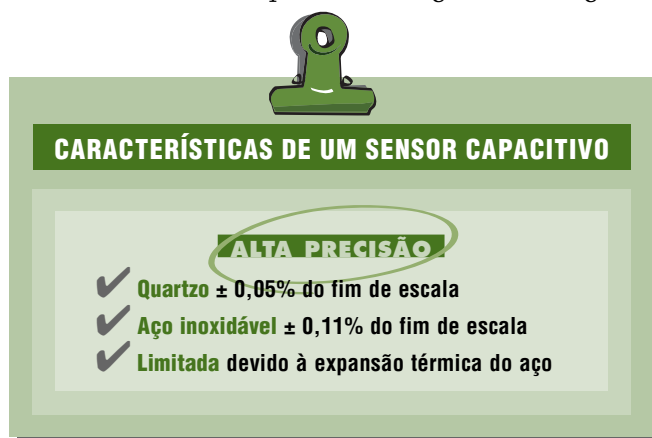 CARACTERÍSTICAS DE UM SENSOR CAPACITIVO
ALTA PRECISÃO
✔ Quartzo ± 0,05% do fim de escala
✔ Aço inoxidável ± 0,11% do fim de escala
✔ Limitada devido à expansão térmica do aço